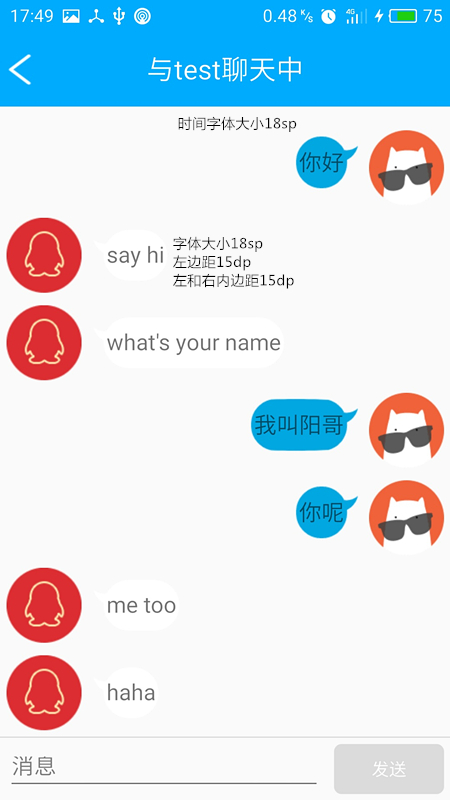 17:49 0.48 K/s 4G 75
与test聊天中
时间字体大小18sp
你好
say hi
字体大小18sp
左边距15dp
左和右内边距15dp
what's your name
我叫阳哥
你呢
me too
haha
消息
发送